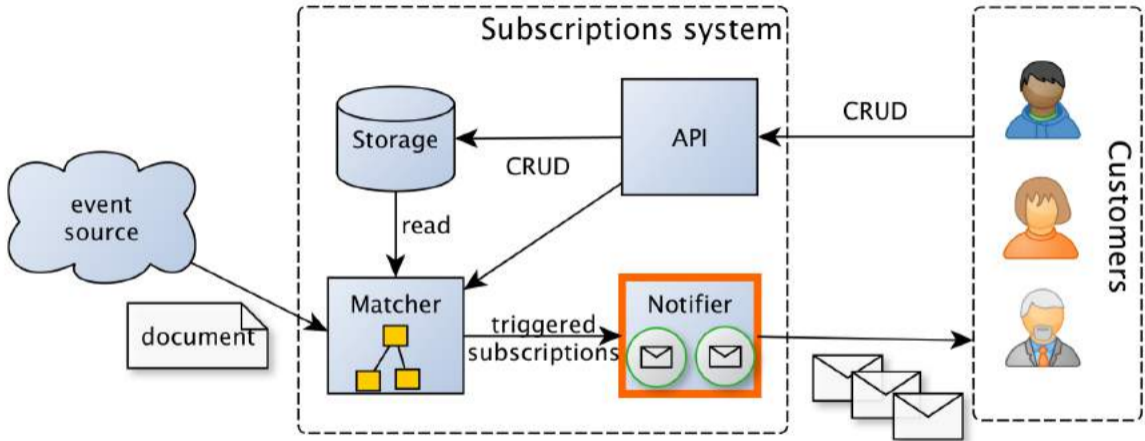 Subscriptions system
Storage
API
CRUD
CRUD
Customers
event
source
read
document
Matcher
triggered
subscriptions
Notifier